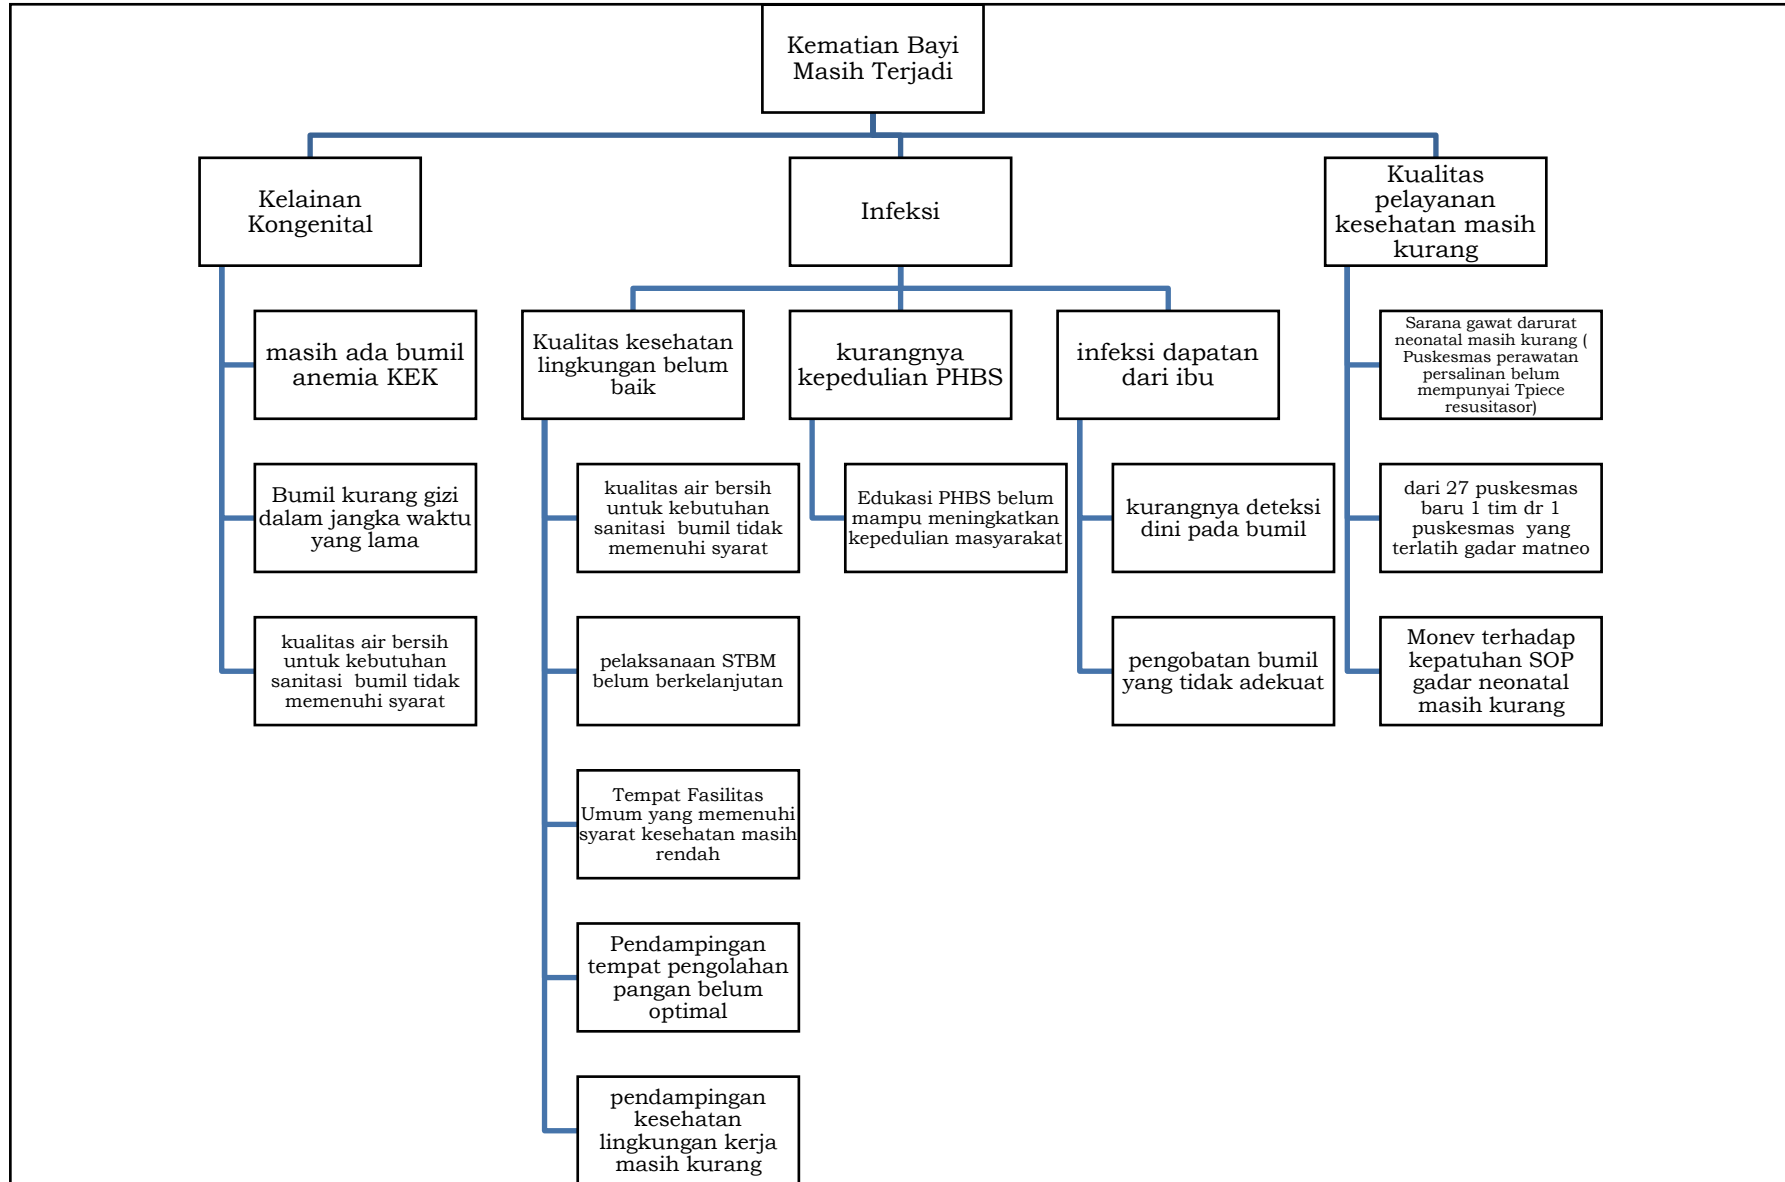 Kematian Bayi
Masih Terjadi
Kelainan
Kongenital
Infeksi
Kualitas
pelayanan
kesehatan masih
kurang
masih ada bumil
anemia KEK
Bumil kurang gizi
dalam jangka waktu
yang lama
kualitas air bersih
untuk kebutuhan
sanitasi bumil tidak
memenuhi syarat
Kualitas kesehatan
lingkungan belum
baik
kualitas air bersih
untuk kebutuhan
sanitasi bumil tidak
memenuhi syarat
pelaksanaan STBM
belum berkelanjutan
Tempat Fasilitas
Umum yang memenuhi
syarat kesehatan masih
rendah
Pendampingan
tempat pengolahan
pangan belum
optimal
pendampingan
kesehatan
lingkungan kerja
masih kurang
kurangnya
kepedulian PHBS
Edukasi PHBS belum
mampu meningkatkan
kepedulian masyarakat
infeksi dapatan
dari ibu
kurangnya deteksi
dini pada bumil
pengobatan bumil
yang tidak adekuat
Sarana gawat darurat
neonatal masih kurang (
Puskesmas perawatan
persalinan belum
mempunyai Tpiece
resusitasor)
dari 27 puskesmas
baru 1 tim dr 1
puskesmas yang
terlatih gadar matneo
Monev terhadap
kepatuhan SOP
gadar neonatal
masih kurang